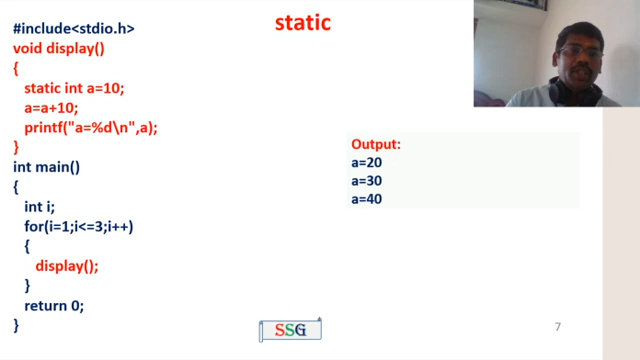 static
#include<stdio.h>
void display()
{
static int a=10;
a=a+10;
printf("a=%d\n",a);
}
int main()
{
int i;
for(i=1;i<=3;i++)
{
display();
}
return 0;
}
Output:
a=20
a=30
a=40
SSG
7